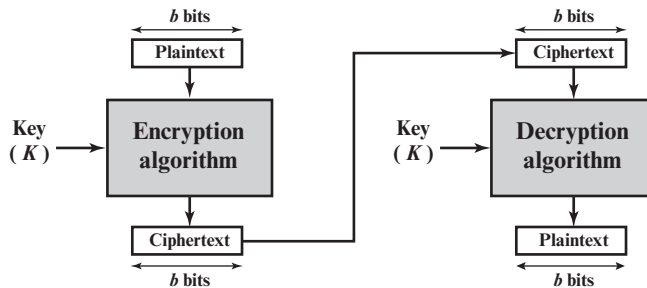 b bits
Plaintext
Key
( K )
Encryption
algorithm
Ciphertext
b bits
b bits
Ciphertext
Key
( K )
Decryption
algorithm
Plaintext
b bits